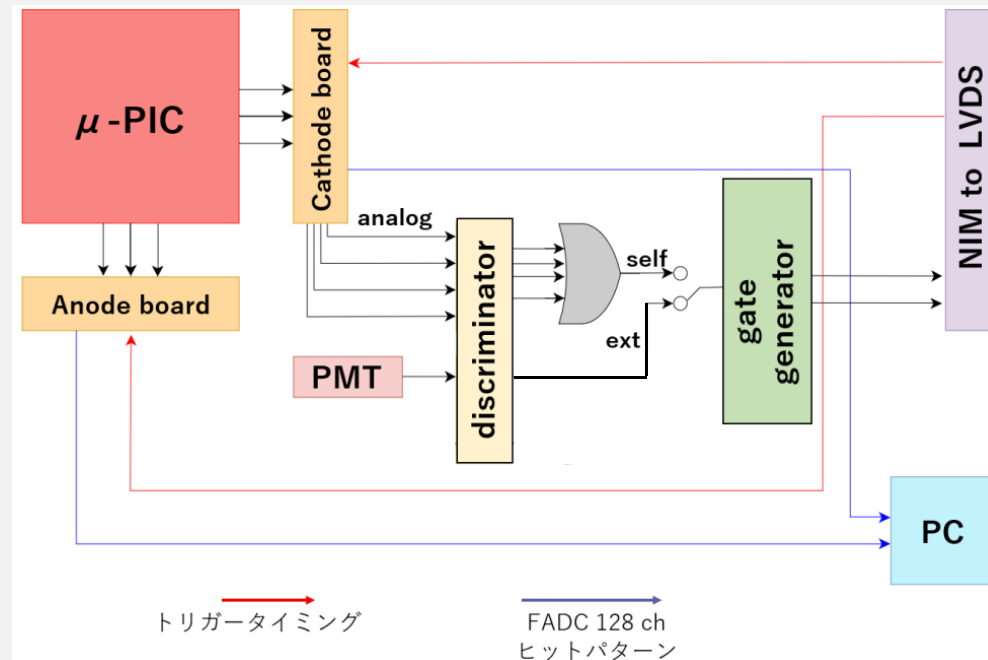 μ-PIC
Cathode board
NIM to LVDS
analog
self
Anode board
discriminator
gate
generator
ext
PMT
PC
トリガータイミング
FADC 128 ch
ヒットパターン